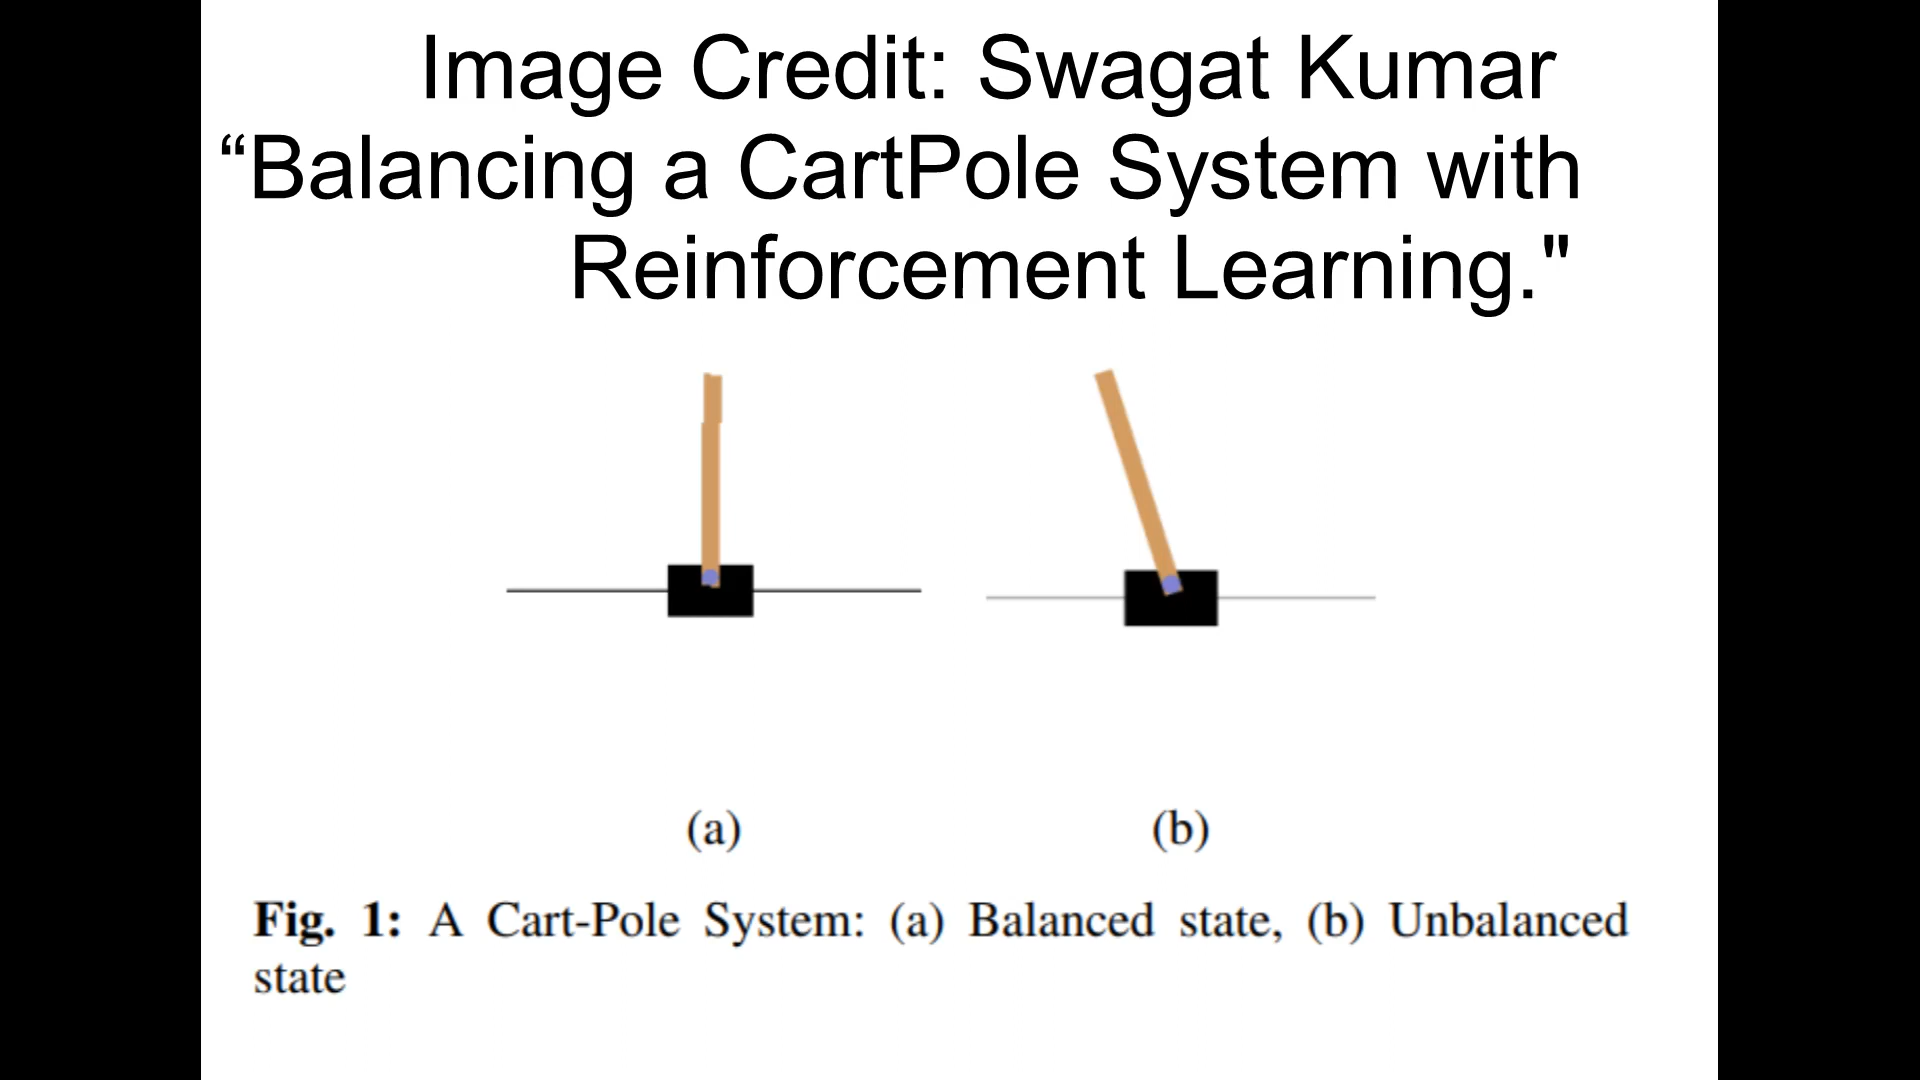 Image Credit: Swagat Kumar
“Balancing a CartPole System with
Reinforcement Learning."
(a)
(b)
Fig. 1: A Cart-Pole System: (a) Balanced state, (b) Unbalanced
state